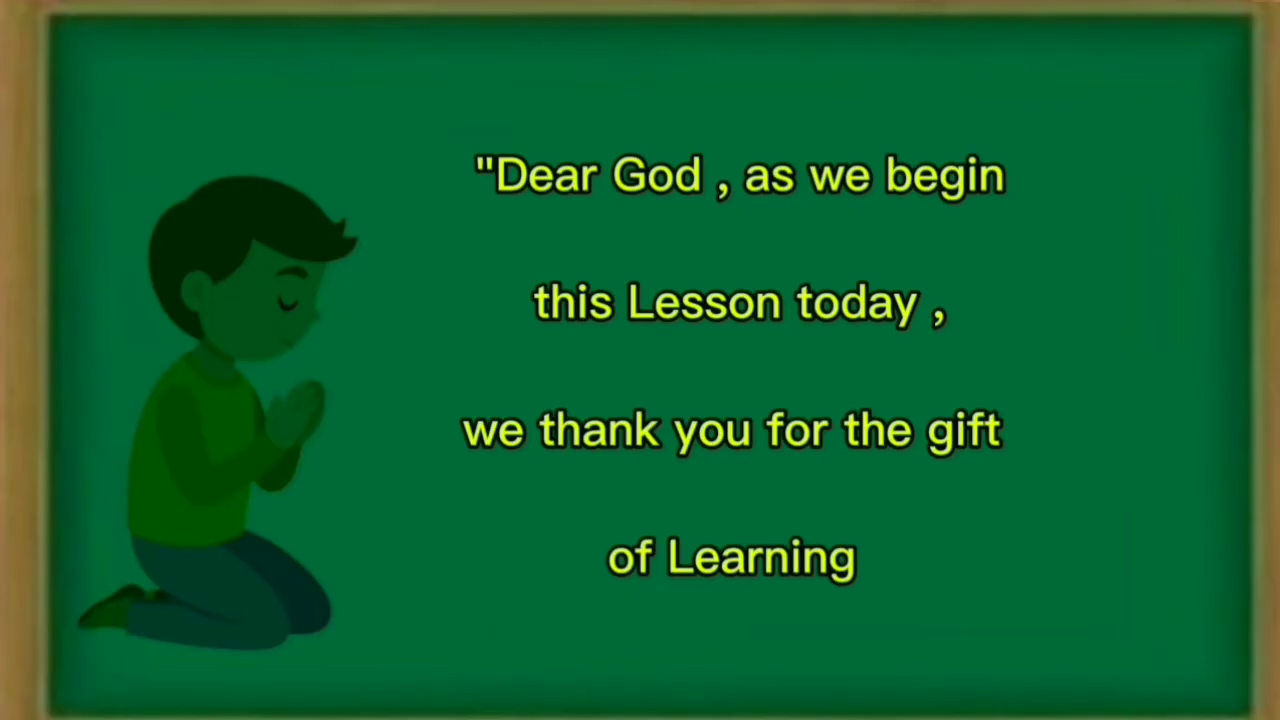 "Dear God , as we begin
this Lesson today ,
we thank you for the gift
of Learning